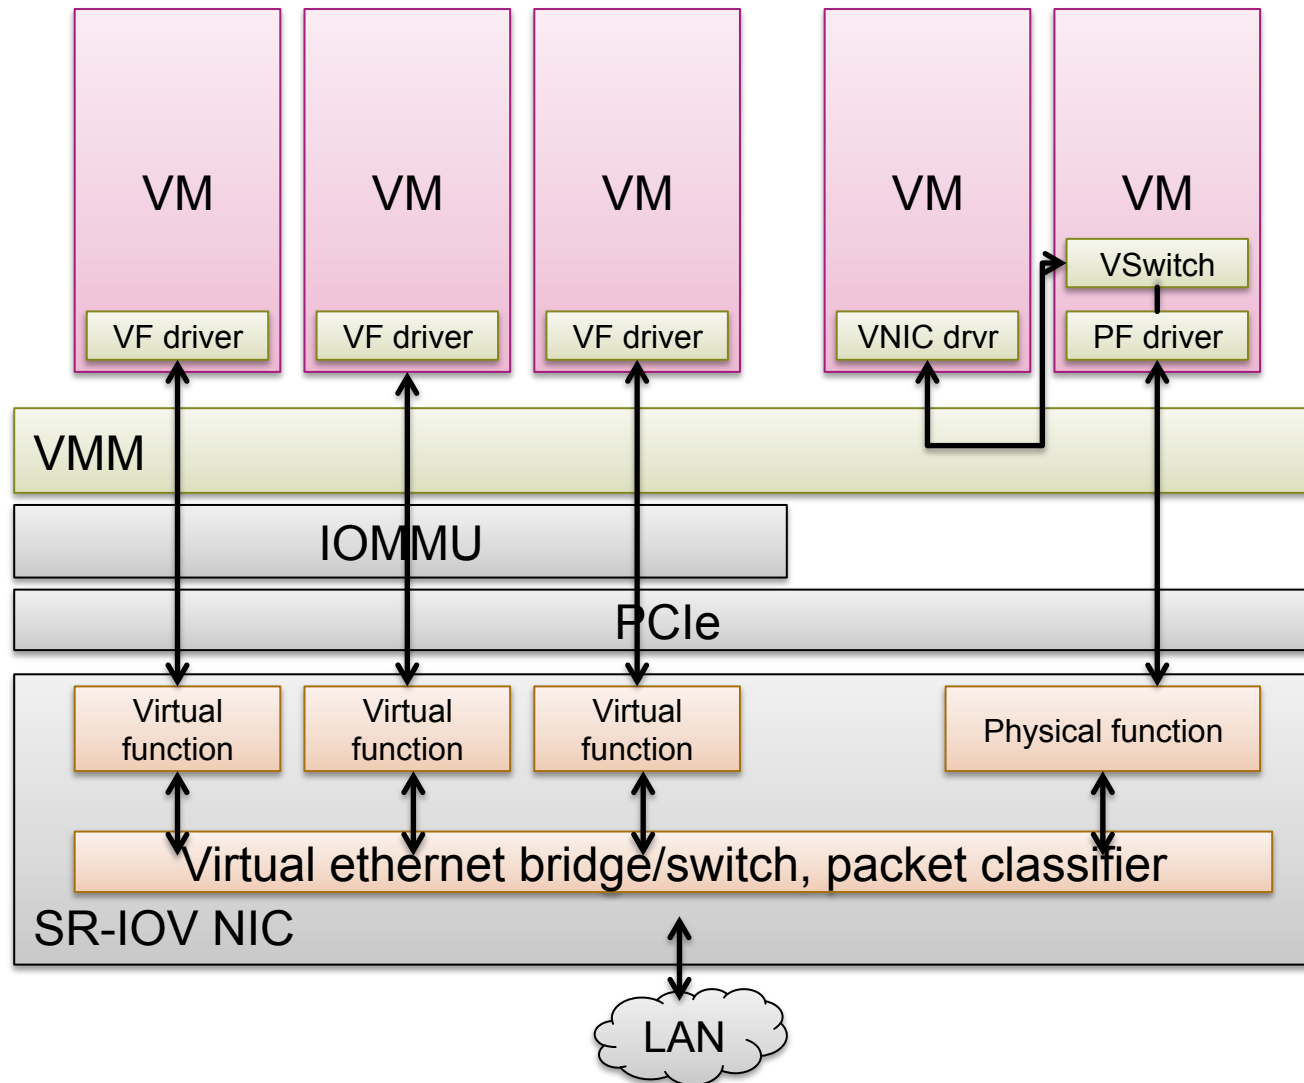 VM
VM
VM
VM
VM
VSwitch
VF driver
VF driver
VF driver
VNIC drvr
PF driver
VMM
IOMMU
PCIe
Virtual
function
Virtual
function
Virtual
function
Physical function
Virtual ethernet bridge/switch, packet classifier
SR-IOV NIC
LAN